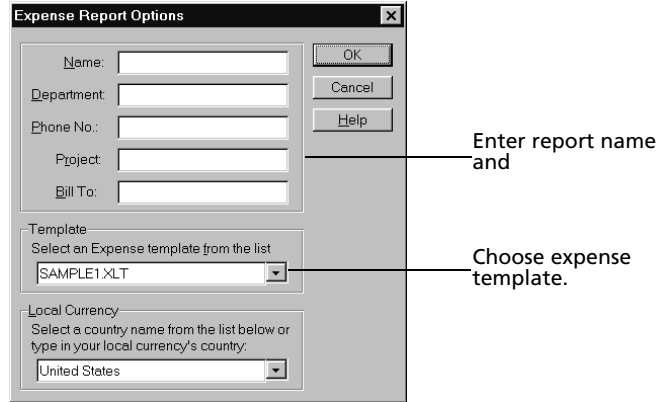 Expense Report Options
Name:
Department:
Phone No.:
Project:
Bill To:
OK
Cancel
Help
Enter report name
and
Template
Select an Expense template from the list
SAMPLE1.XLT
Choose expense
template.
Local Currency
Select a country name from the list below or
type in your local currency's country:
United States